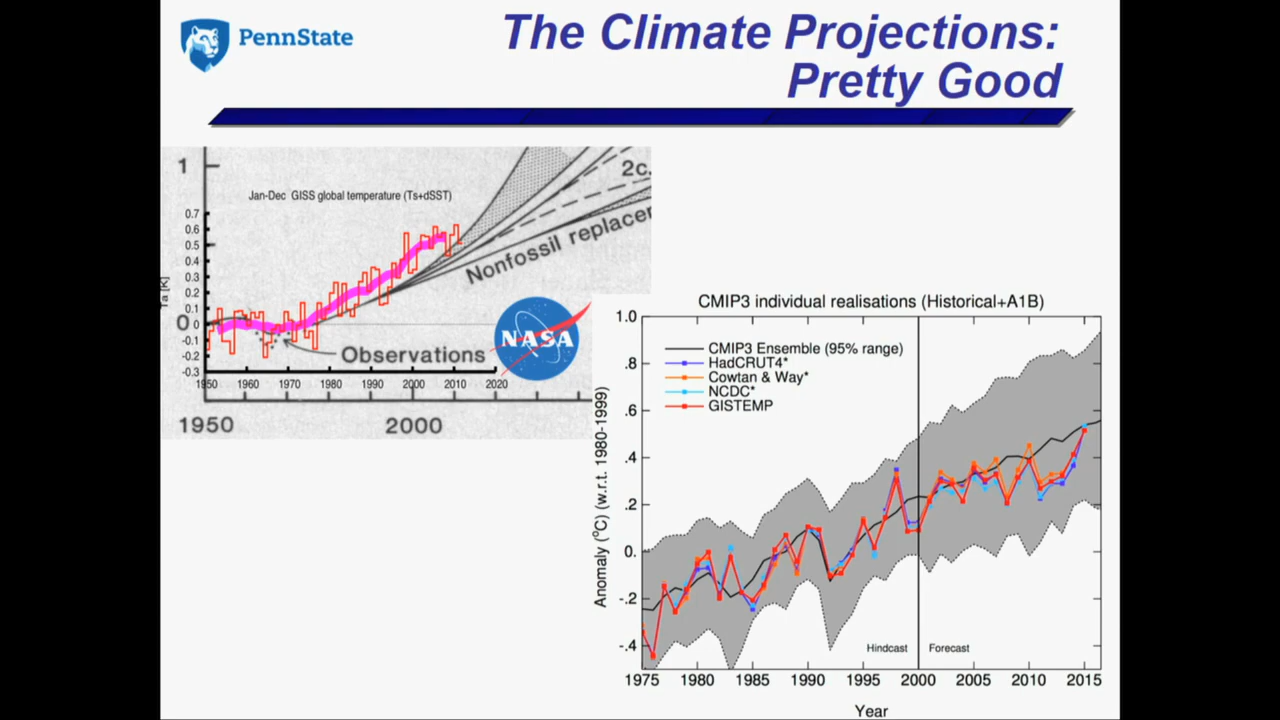 PennState
The Climate Projections:
Pretty Good
1
Jan-Dec GISS global temperature (Ts+dSST)
2c.
0.7
0.6
0.5
0.4
0.3
0.2
0.1
0
0.0
-0.1
-0.2
-0.3
Ta [K]
Nonfossil replacer
Observations
NASA
1950 1960 1970 1980 1990 2000 2010 2020
1950 2000
CMIP3 individual realisations (Historical+A1B)
CMIP3 Ensemble (95% range)
HadCRUT4*
Cowtan & Way*
NCDC*
GISTEMP
1.0
.8
.6
.4
.2
0.
-.2
-.4
Anomaly (°C) (w.r.t. 1980-1999)
Hindcast Forecast
1975 1980 1985 1990 1995 2000 2005 2010 2015
Year